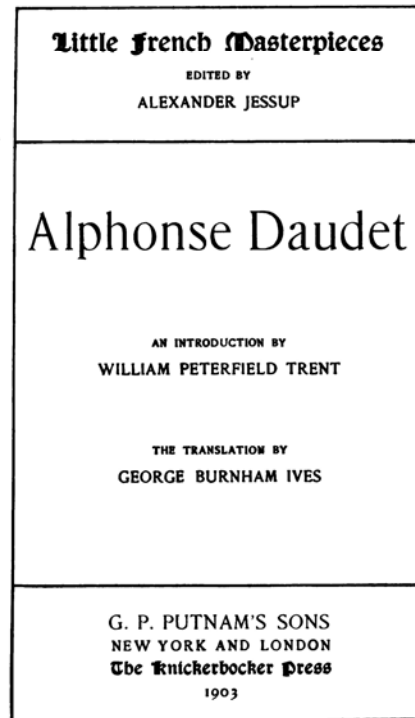 Little French Masterpieces
EDITED BY
ALEXANDER JESSUP
Alphonse Daudet
AN INTRODUCTION BY
WILLIAM PETERFIELD TRENT
THE TRANSLATION BY
GEORGE BURNHAM IVES
G. P. PUTNAM'S SONS
NEW YORK AND LONDON
The Knickerbocker Press
1903